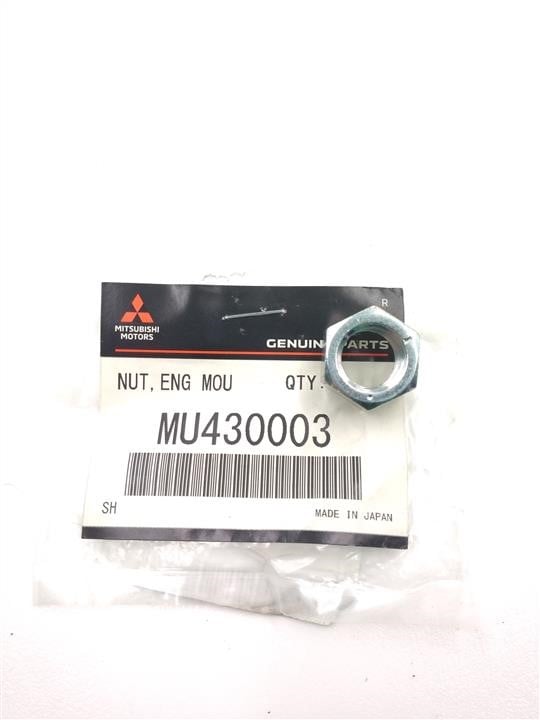 R
MITSUBISHI
MOTORS
GENUIN PARTS
NUT, ENG MOU QTY.
MU430003
SH MADE IN JAPAN